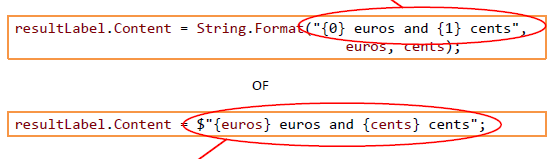 resultLabel.Content = String.Format("{0} euros and {1} cents",
euros, cents);
OF
resultLabel.Content = $"{euros} euros and {cents} cents";